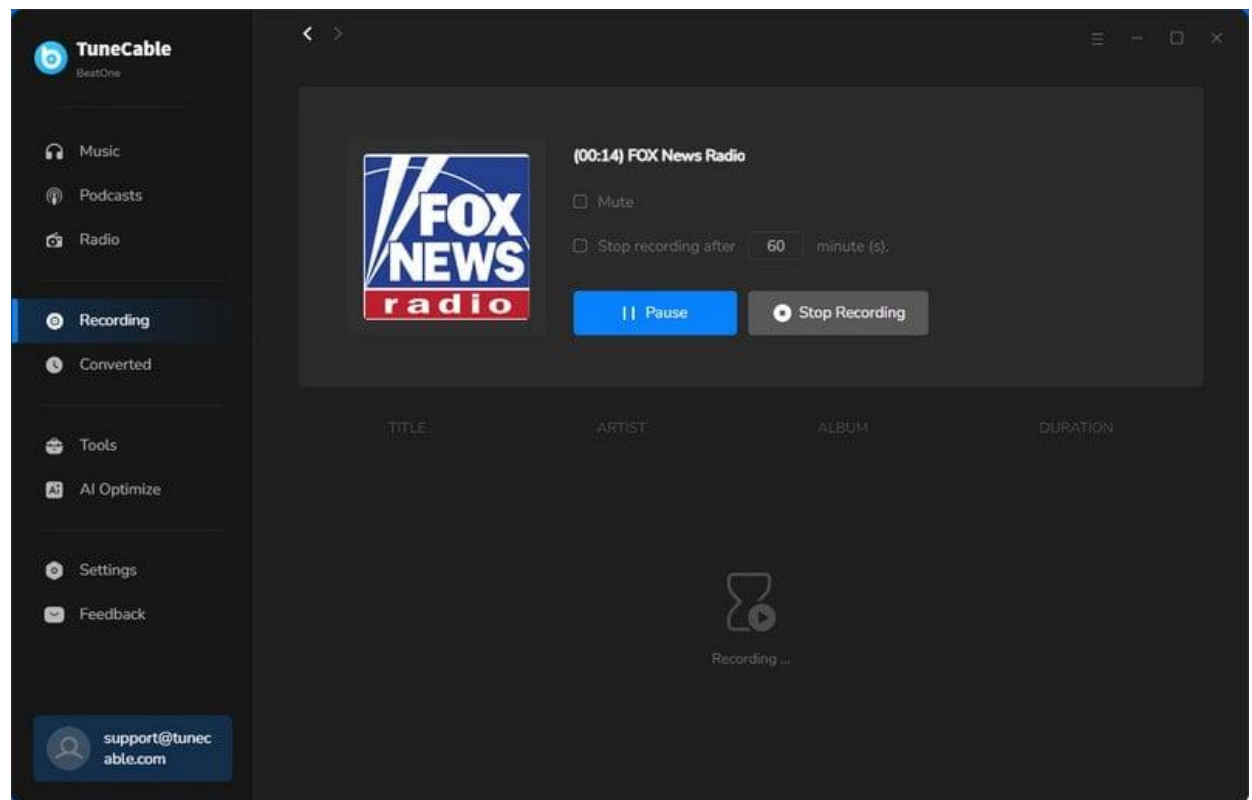 TuneCable
BeatOne
Music
Podcasts
Radio
Recording
Converted
Tools
AI Optimize
Settings
Feedback
support@tunec
able.com
FOX
NEWS
radio
(00:14) FOX News Radio
Mute
Stop recording after 60 minute (s).
Pause Stop Recording
TITLE ARTIST ALBUM DURATION
Recording ...